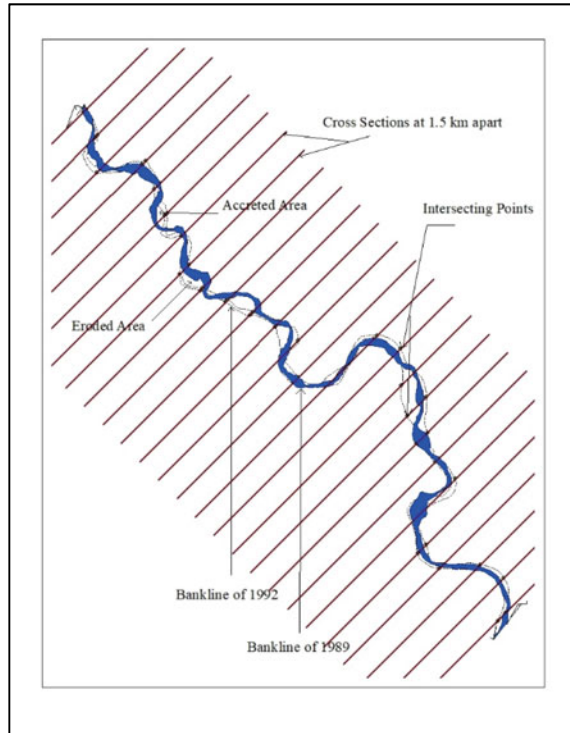 Cross Sections at 1.5 km apart
Accreted Area
Intersecting Points
Eroded Area
Bankline of 1992
Bankline of 1989